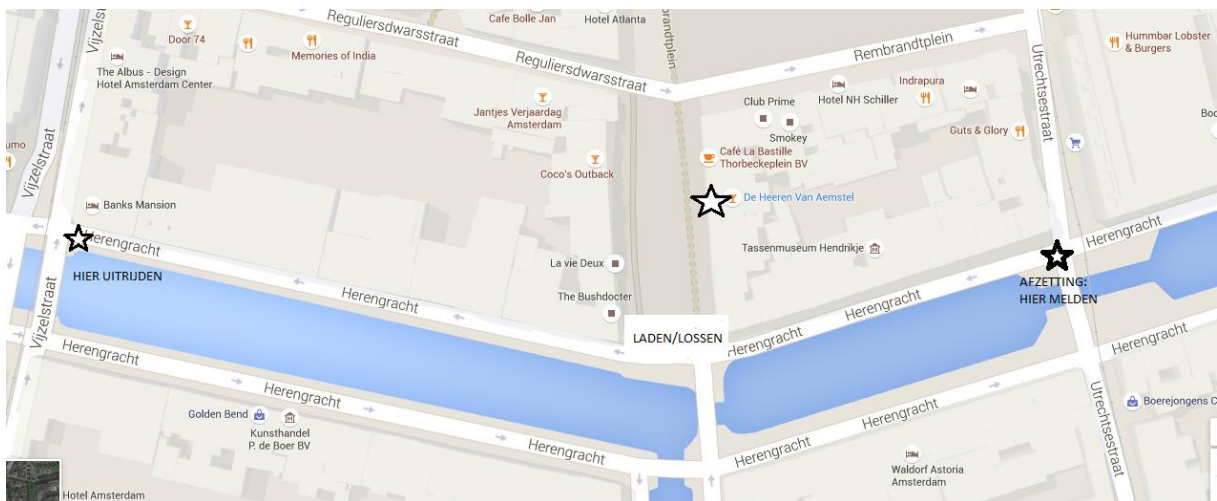 Cafe Bolle Jan
Hotel Atlanta
Door 74
Vijzelstraat
Reguliersdwarsstraat
Memories of India
Hummbar Lobster
& Burgers
The Albus - Design
Hotel Amsterdam Center
Reguliersdwarsstraat
Rembrandtplein
Utrechtsestraat
Indrapura
Hotel NH Schiller
Club Prime
Smokey
Jantjes Verjaardag
Amsterdam
Guts & Glory
Vijzelstraat
Coco's Outback
Café La Bastille
Thorbeckeplein BV
De Heeren Van Aemstel
Banks Mansion
Herengracht
Herengracht
Tassenmuseum Hendrikje
HIER UITRIJDEN
La vie Deux
AFZETTING:
HIER MELDEN
The Bushdocter
Herengracht
Herengracht
Vijzelstraat
LADEN/LOSSEN
Herengracht
Herengracht
Herengracht
Utrechtsestraat
Golden Bend
Kunsthandel
P. de Boer BV
Herengracht
Herengracht
Boerejongens C
Waldorf Astoria
Amsterdam
Hotel Amsterdam